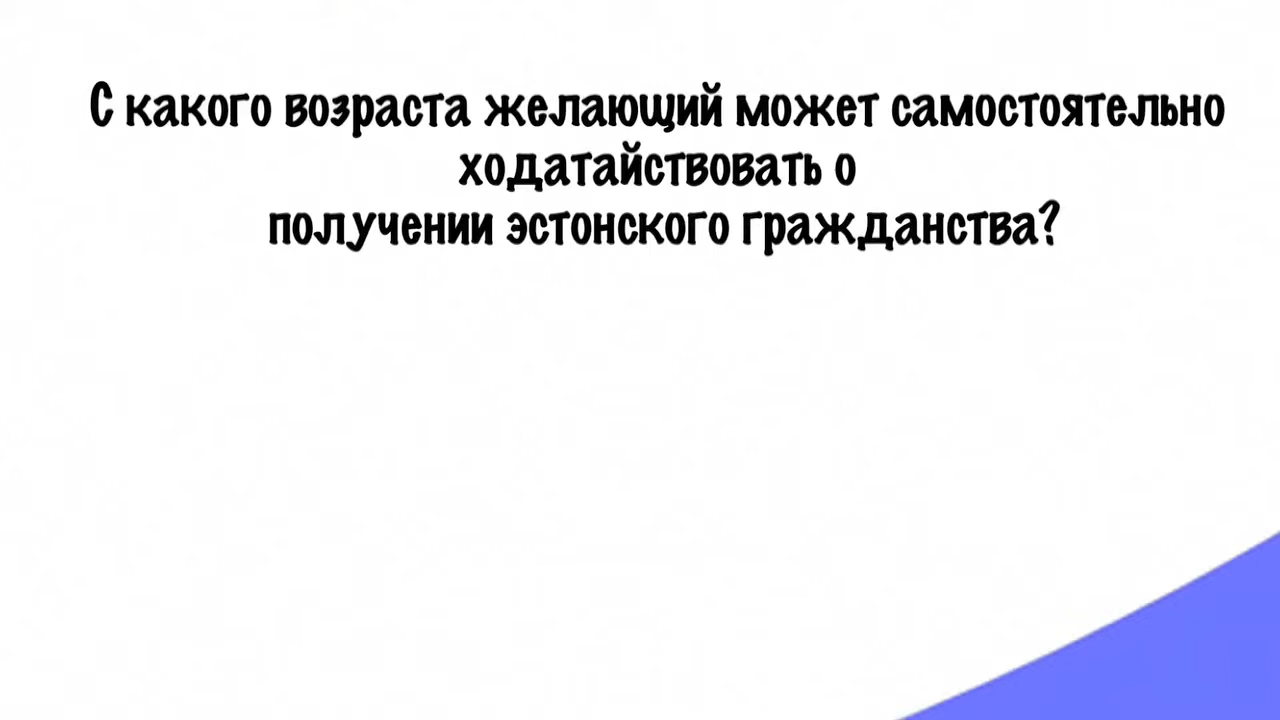 С какого возраста желающий может самостоятельно
ходатайствовать о
получении эстонского гражданства?